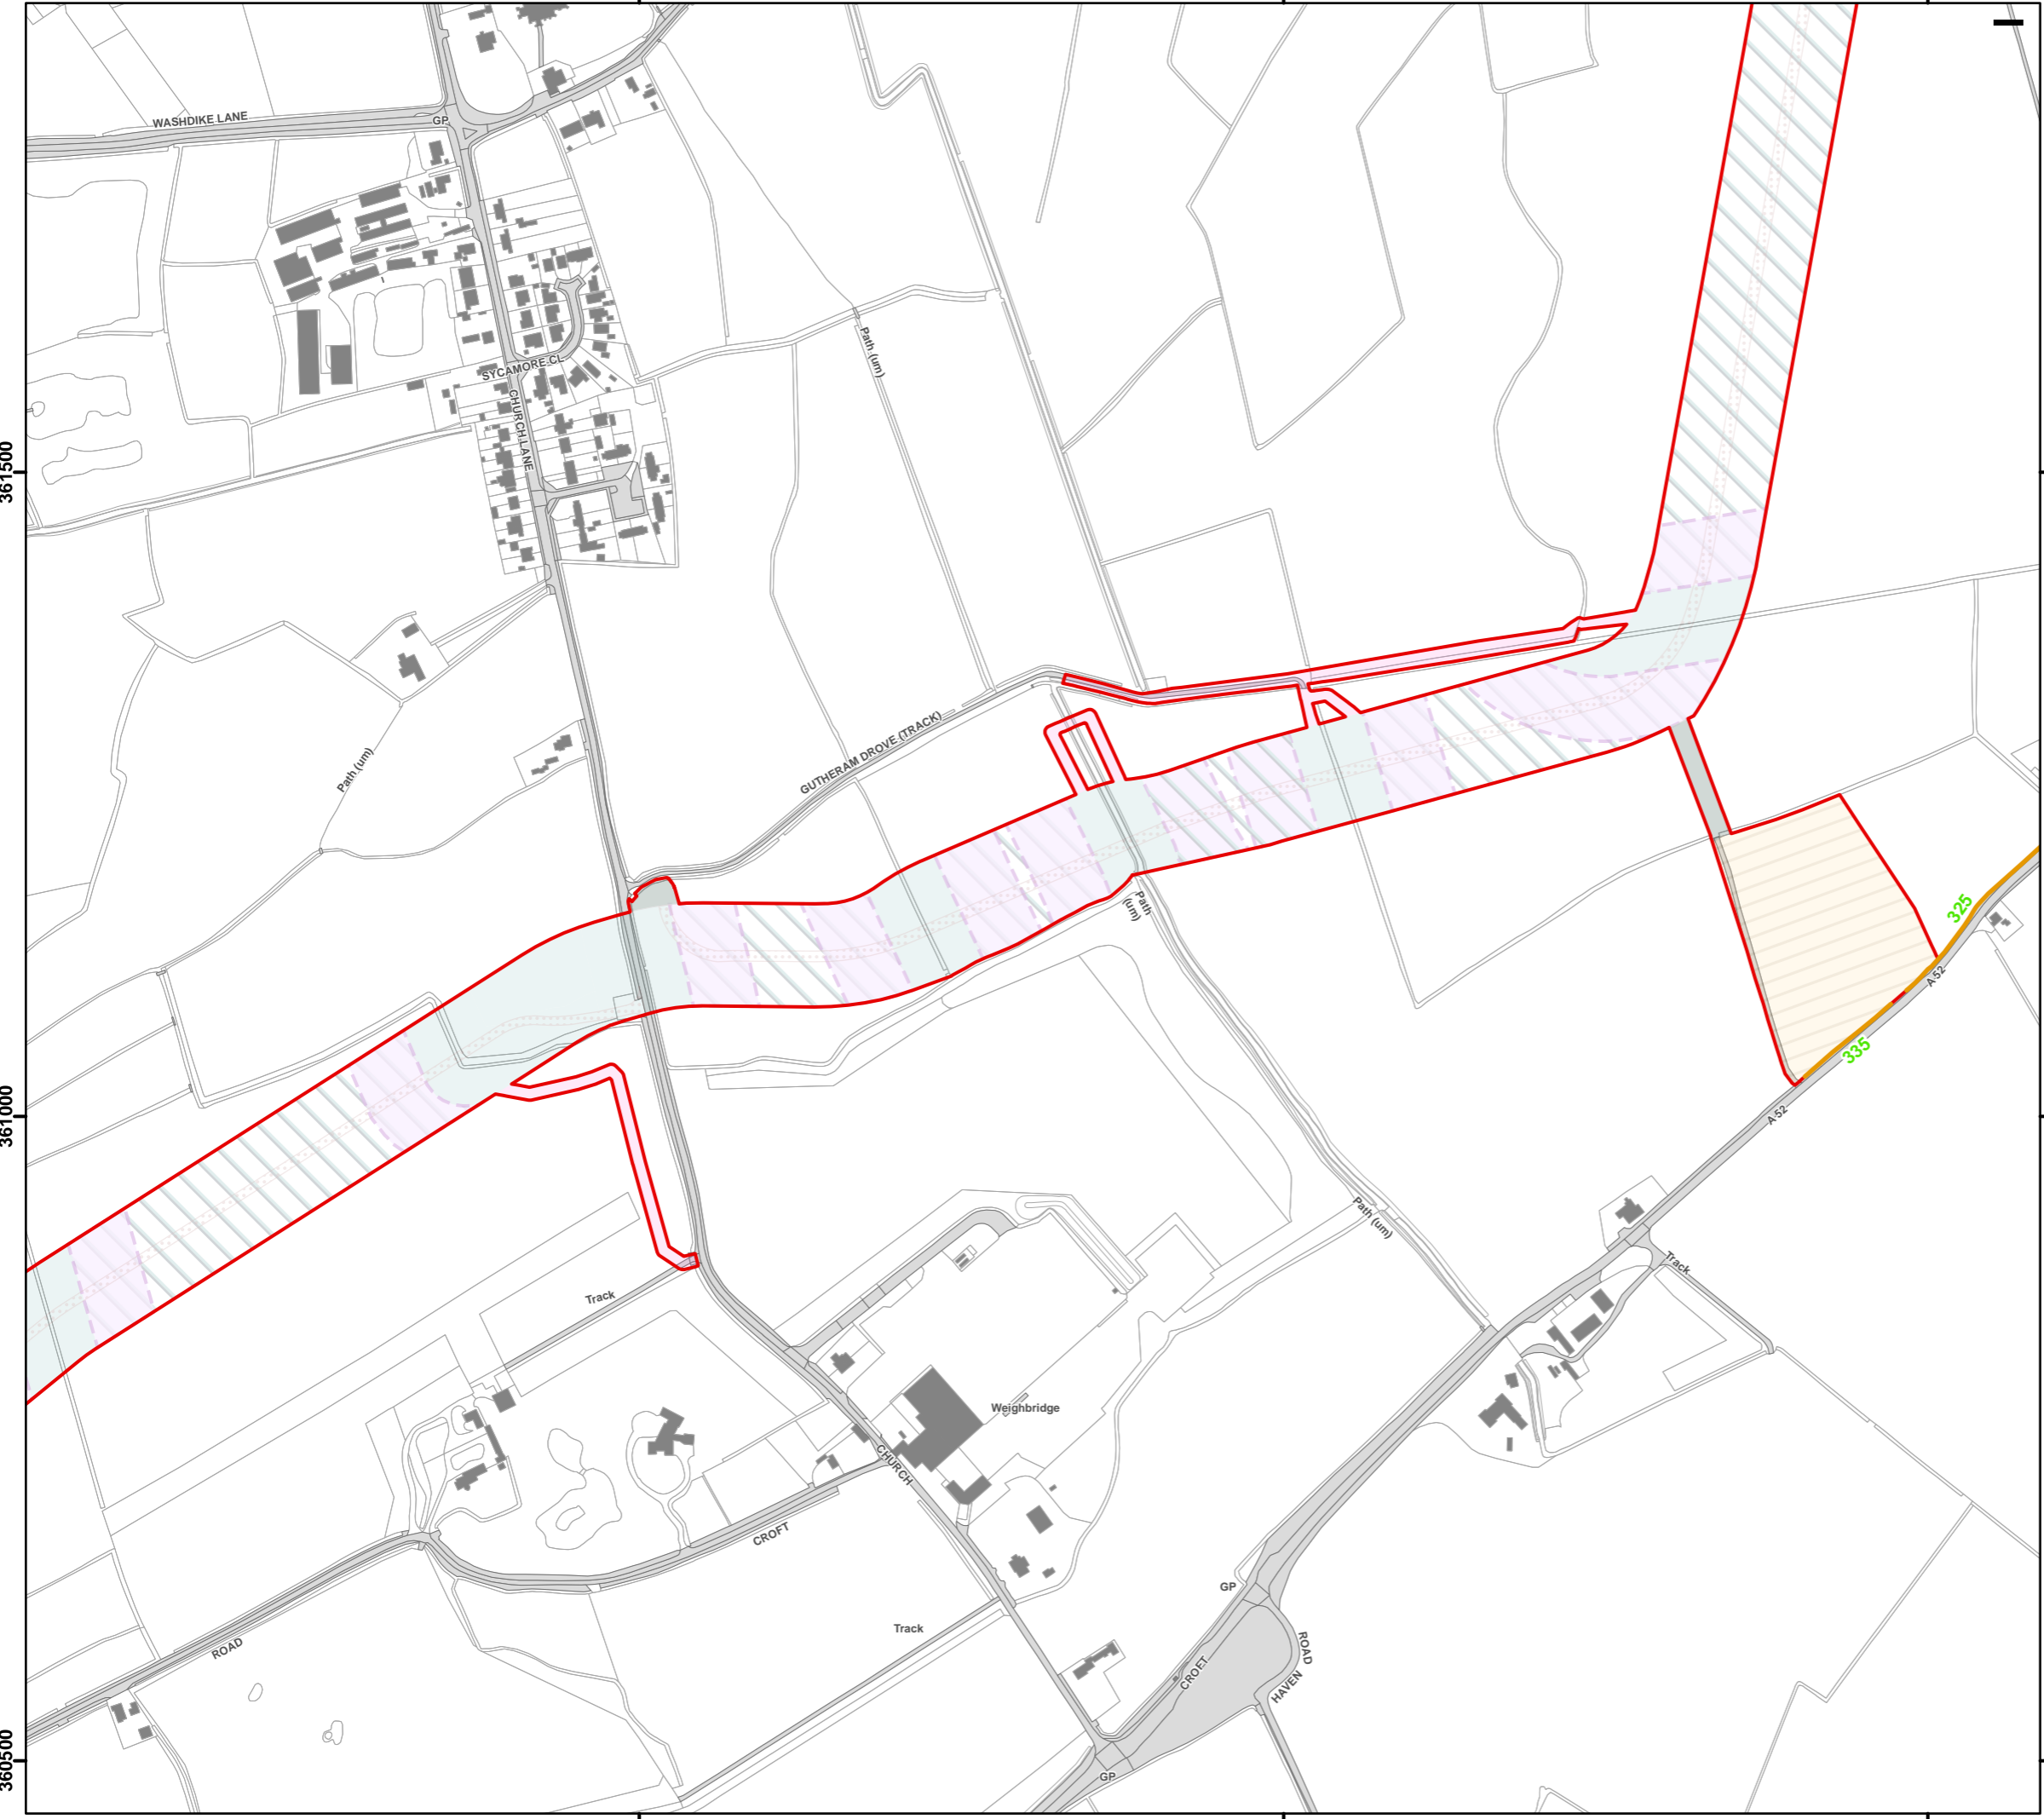 WASHDIKE LANE
GP
SYCAMORE CL
CHURCH LANE
Path (um)
361500
Path (um)
GUTHERAM DROVE (TRACK)
Path
(um)
325
A 52
335
A 52
361000
Path (um)
Track
Track
Weighbridge
CHURCH
CROFT
ROAD
Track
GP
CROFT
ROAD
HAVEN
GP
360500